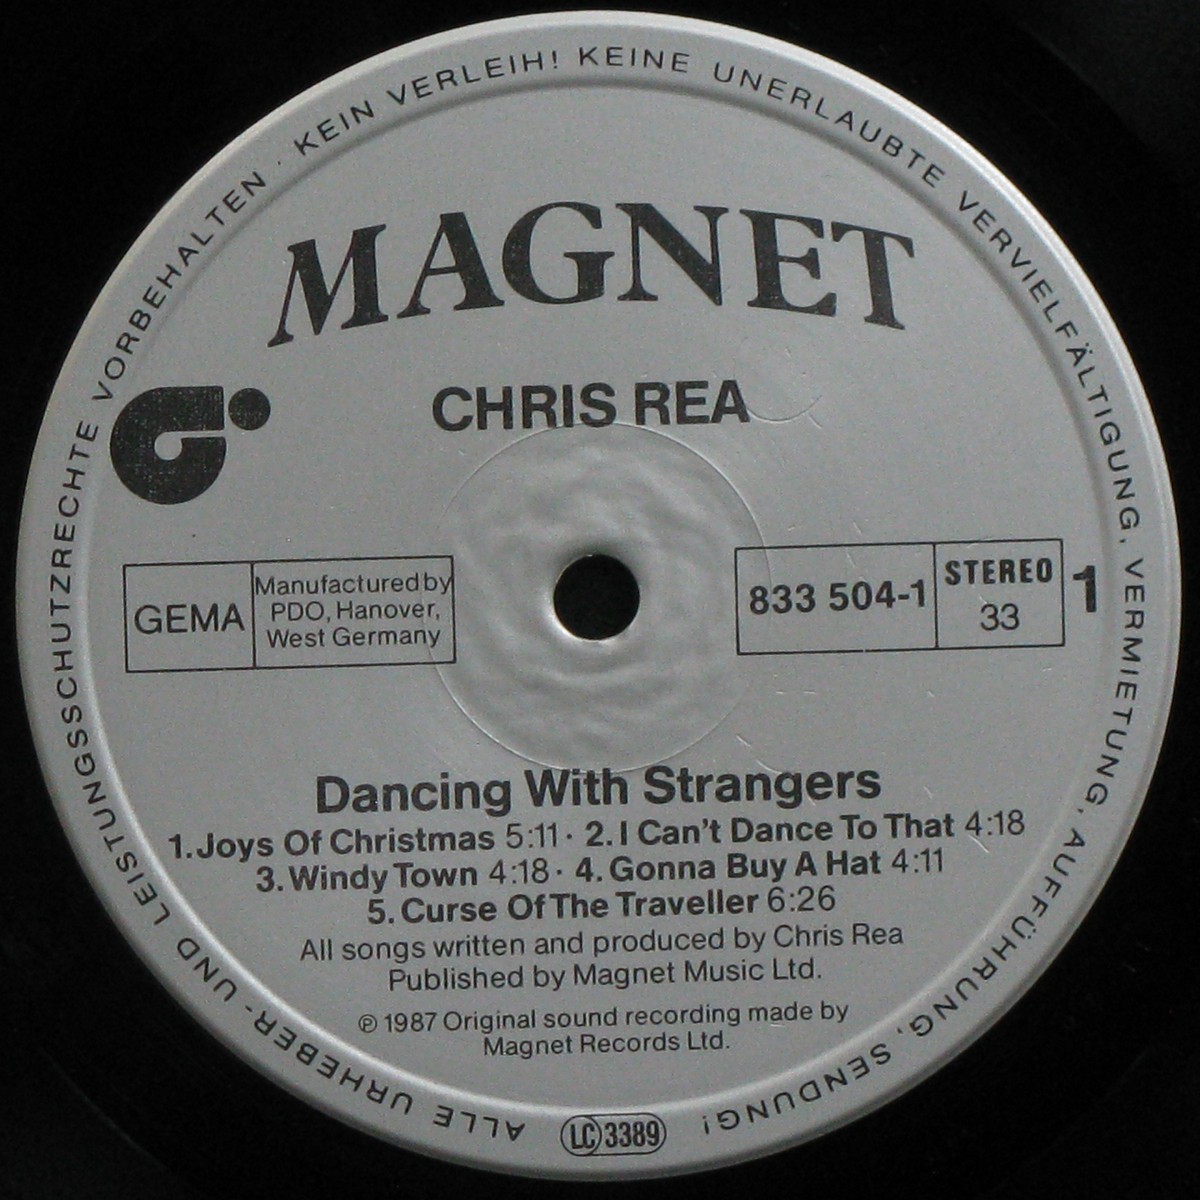 ALLE URHEBER- UND LEISTUNGSSCHUTZRECHTE VORBEHALTEN · KEIN VERLEIH! KEINE UNERLAUBTE VERVIELFÄLTIGUNG, VERMIETUNG, AUFFÜHRUNG, SENDUNG!
MAGNET
CHRIS REA
GEMA
Manufactured by
PDO, Hanover,
West Germany
833 504-1
STEREO
33
1
Dancing With Strangers
1. Joys Of Christmas 5:11 · 2. I Can't Dance To That 4:18
3. Windy Town 4:18 · 4. Gonna Buy A Hat 4:11
5. Curse Of The Traveller 6:26
All songs written and produced by Chris Rea
Published by Magnet Music Ltd.
℗ 1987 Original sound recording made by
Magnet Records Ltd.
LC 3389